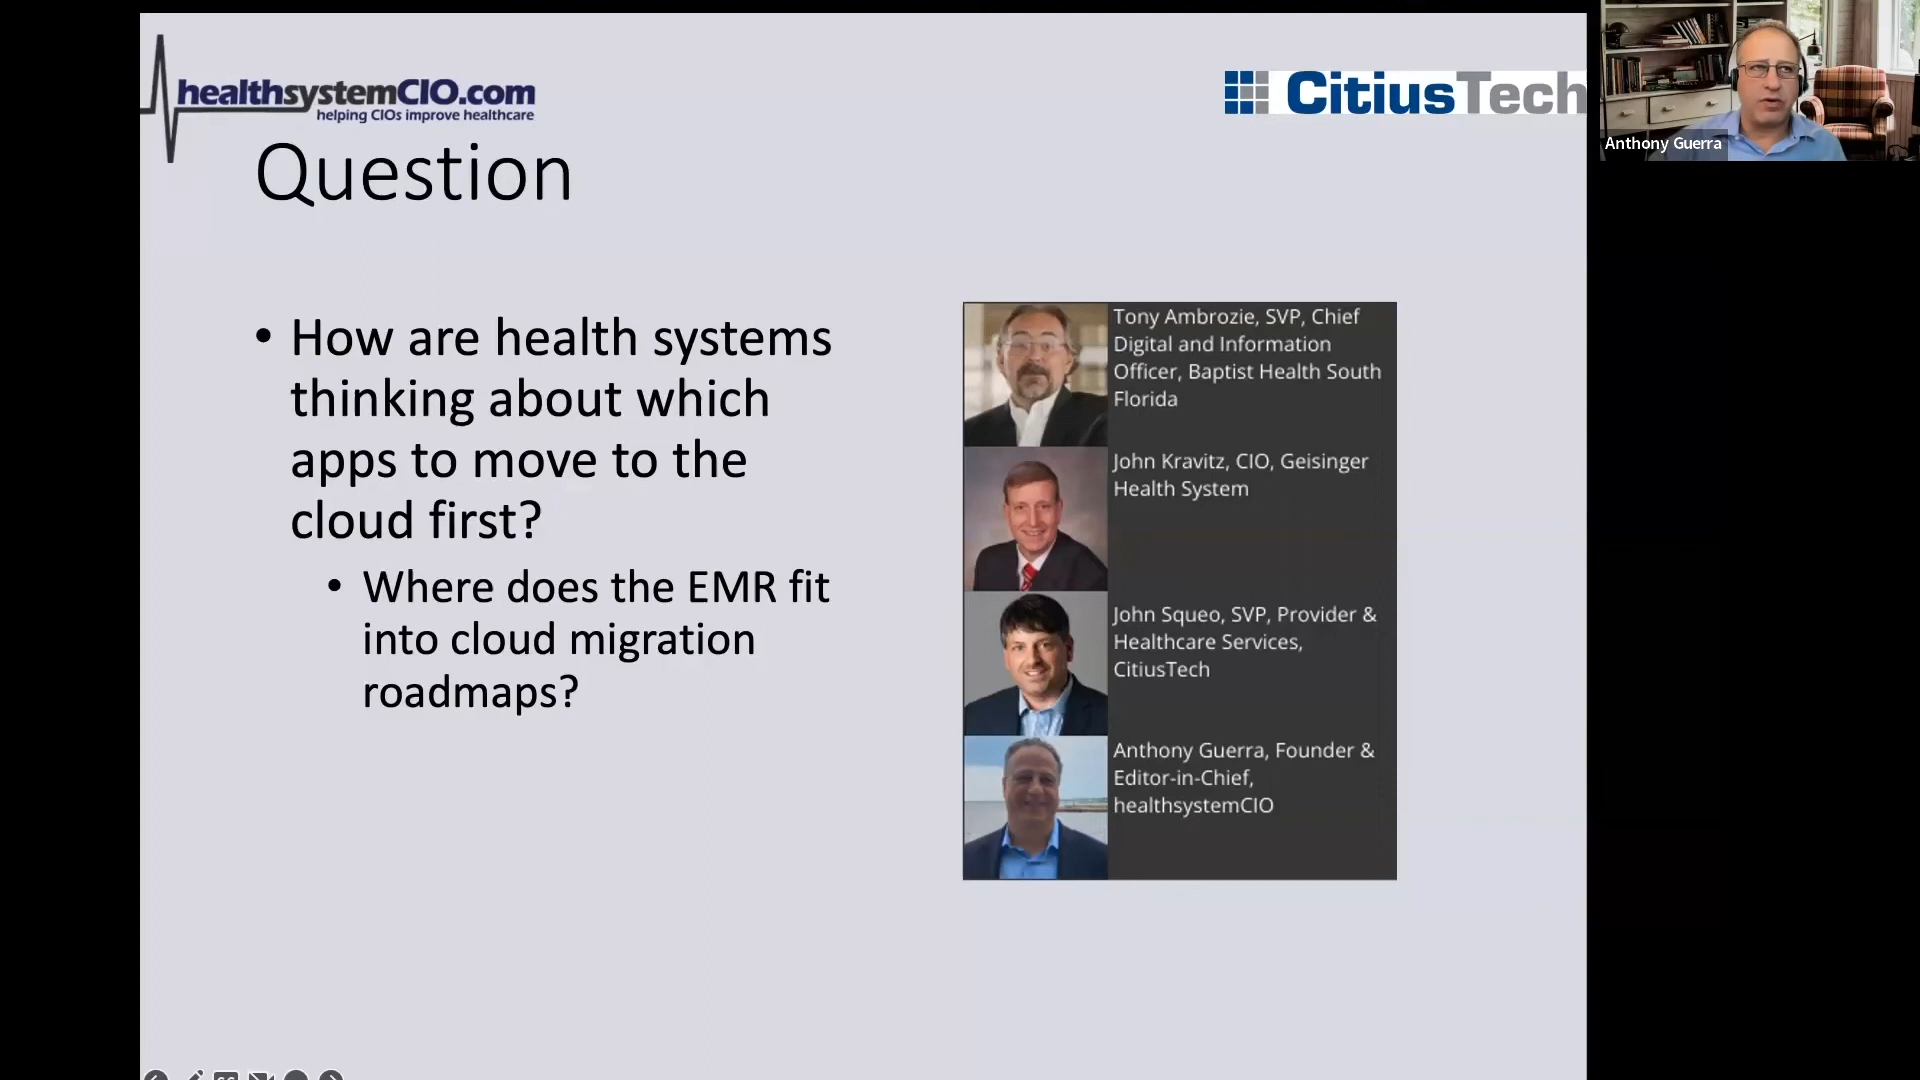 healthsystemCIO.com
helping CIOs improve healthcare
CitiusTech
Anthony Guerra
Question
• How are health systems
thinking about which
apps to move to the
cloud first?
• Where does the EMR fit
into cloud migration
roadmaps?
Tony Ambrozie, SVP, Chief
Digital and Information
Officer, Baptist Health South
Florida
John Kravitz, CIO, Geisinger
Health System
John Squeo, SVP, Provider &
Healthcare Services,
CitiusTech
Anthony Guerra, Founder &
Editor-in-Chief,
healthsystemCIO